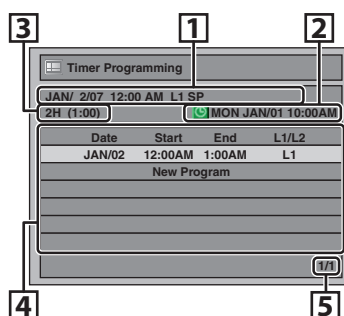 3 1 2
Timer Programming
JAN/ 2/07 12:00 AM L1 SP
2H (1:00) MON JAN/01 10:00AM
Date Start End L1/L2
JAN/02 12:00AM 1:00AM L1
New Program
1/1
4 5